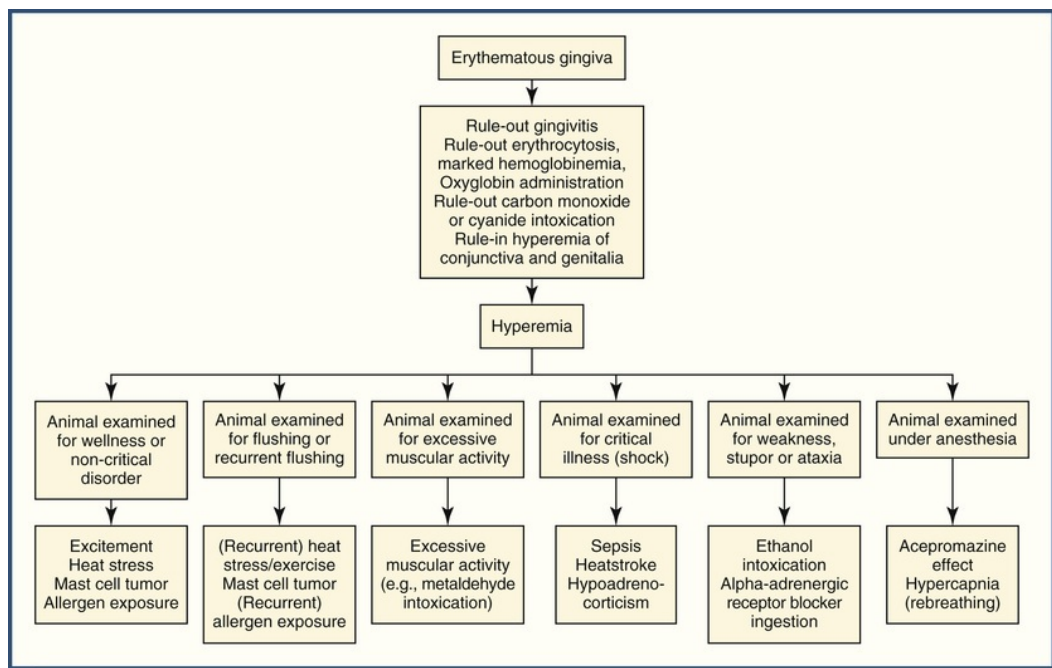 Erythematous gingiva
Rule-out gingivitis
Rule-out erythrocytosis,
marked hemoglobinemia,
Oxyglobin administration
Rule-out carbon monoxide
or cyanide intoxication
Rule-in hyperemia of
conjunctiva and genitalia
Hyperemia
Animal examined
for wellness or
non-critical
disorder
Animal examined
for flushing or
recurrent flushing
Animal examined
for excessive
muscular activity
Animal examined
for critical
illness (shock)
Animal examined
for weakness,
stupor or ataxia
Animal examined
under anesthesia
Excitement
Heat stress
Mast cell tumor
Allergen exposure
(Recurrent) heat
stress/exercise
Mast cell tumor
(Recurrent)
allergen exposure
Excessive
muscular activity
(e.g., metaldehyde
intoxication)
Sepsis
Heatstroke
Hypoadreno-
corticism
Ethanol
intoxication
Alpha-adrenergic
receptor blocker
ingestion
Acepromazine
effect
Hypercapnia
(rebreathing)